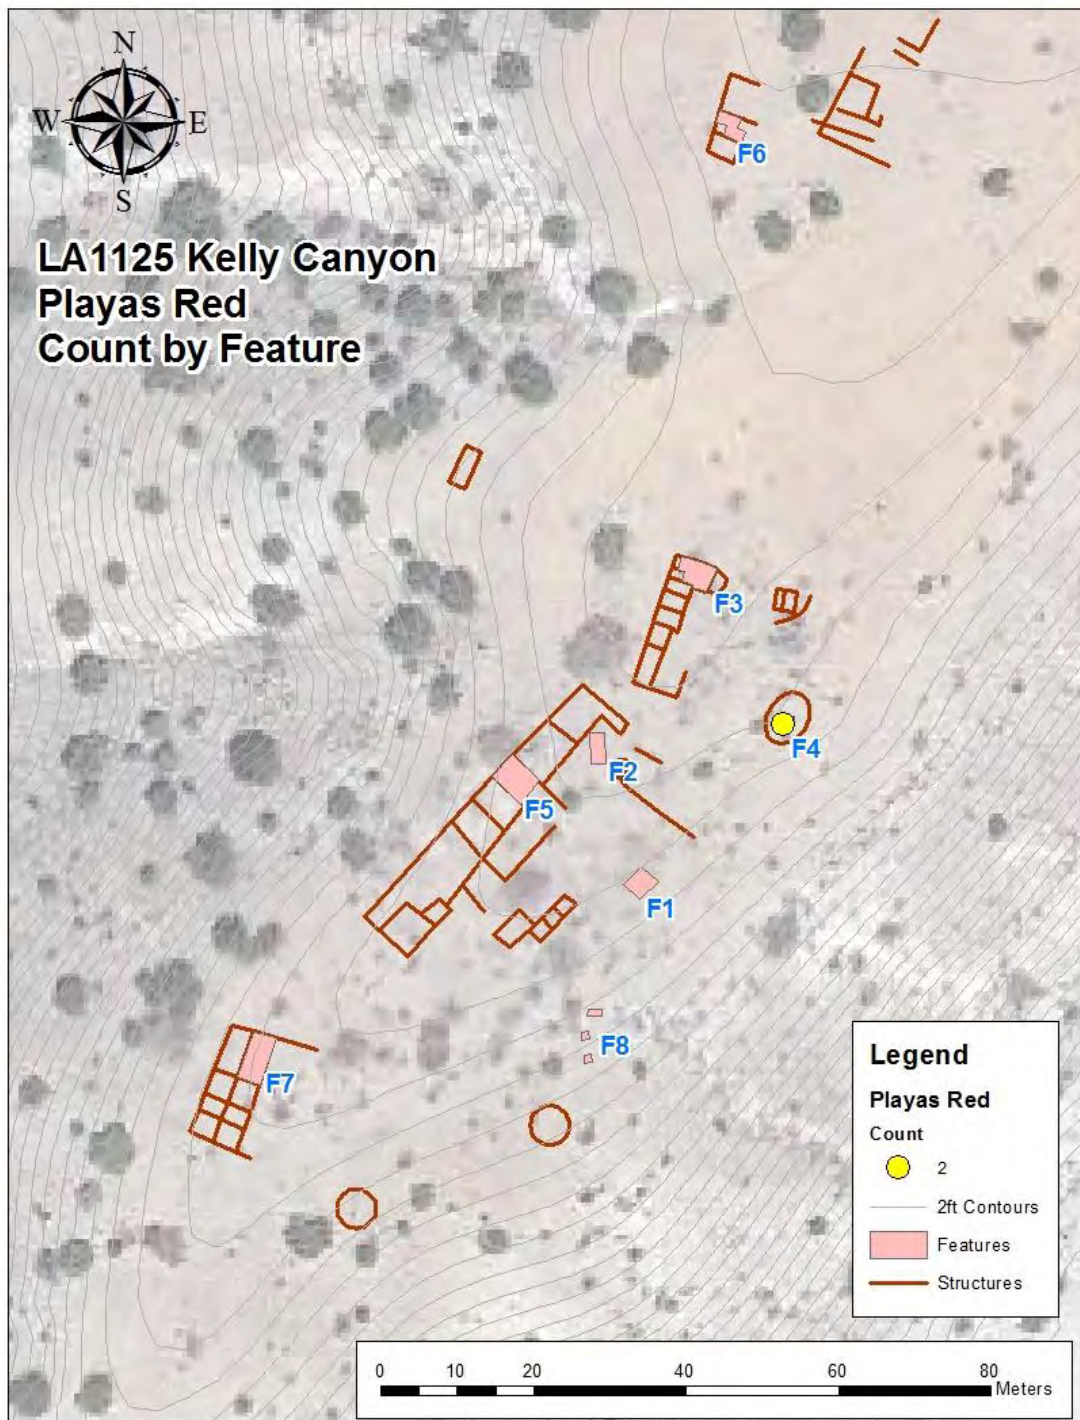 N
W E
S
LA1125 Kelly Canyon
Playas Red
Count by Feature
F6
F3
F4
F2
F5
F1
F8
F7
Legend
Playas Red
Count
2
2ft Contours
Features
Structures
0 10 20 40 60 80
Meters